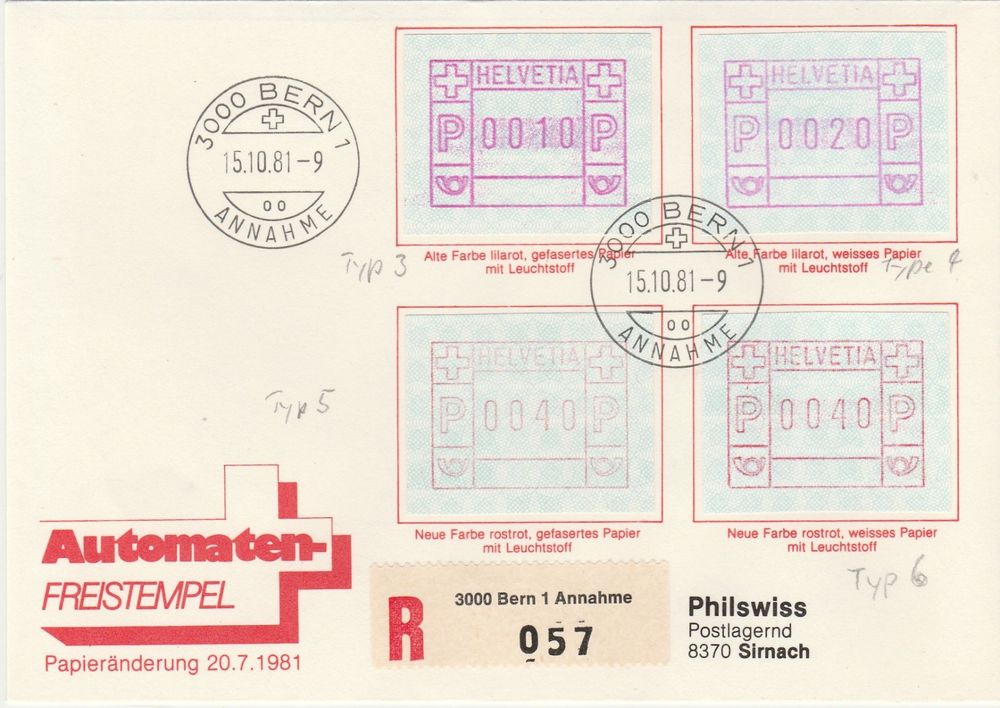 3000 BERN 1
15.10.81-9
ANNAHME
HELVETIA
P 0010 P
Alte Farbe lilarot, gefasertes Papier
mit Leuchtstoff
Typ 3
HELVETIA
P 0020 P
Alte Farbe lilarot, weisses Papier
mit Leuchtstoff
Type 4
3000 BERN 1
15.10.81-9
ANNAHME
Typ 5
HELVETIA
P 0040 P
Neue Farbe rostrot, gefasertes Papier
mit Leuchtstoff
HELVETIA
P 0040 P
Neue Farbe rostrot, weisses Papier
mit Leuchtstoff
Typ 6
Automaten-
FREISTEMPEL
Papieränderung 20.7.1981
R
3000 Bern 1 Annahme
057
Philswiss
Postlagernd
8370 Sirnach